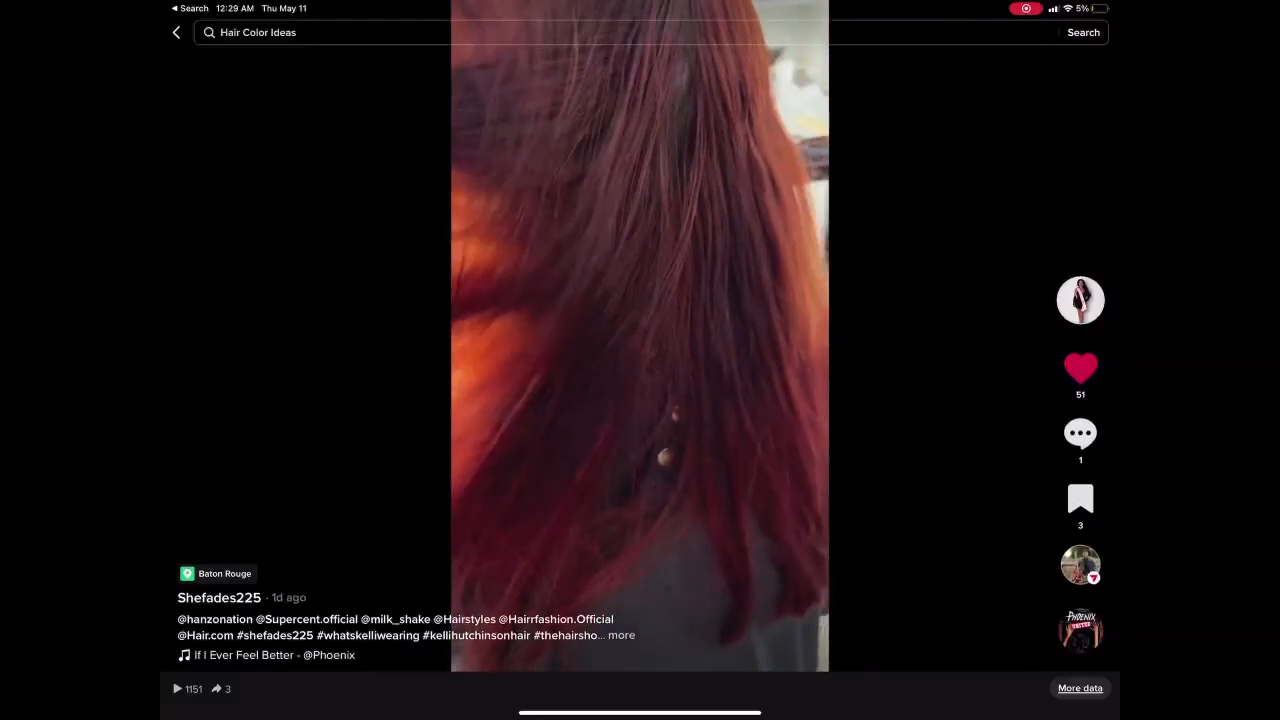 Search 12:29 AM Thu May 11
5%
Hair Color Ideas
Search
51
1
3
Baton Rouge
Shefades225 · 1d ago
@hanzonation @Supercent.official @milk_shake @Hairstyles @Hairrfashion.Official
@Hair.com #shefades225 #whatskelliwearing #kellihutchinsonhair #thehairsho... more
If I Ever Feel Better - @Phoenix
PHOENIX
UNITED
1151 3
More data